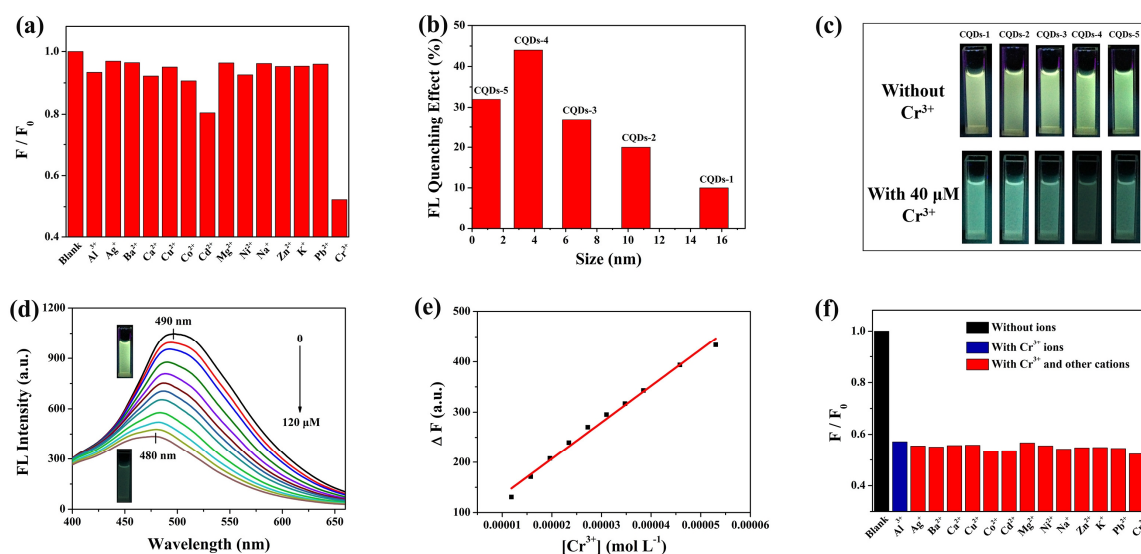 (a)
F / F0
1.0
0.8
0.6
0.4
Blank
Al3+
Ag+
Ba2+
Ca2+
Cu2+
Co2+
Cd2+
Mg2+
Ni2+
Na+
Zn2+
K+
Pb2+
Cr3+
(b)
FL Quenching Effect (%)
50
40
30
20
10
0
CQDs-5
CQDs-4
CQDs-3
CQDs-2
CQDs-1
0 2 4 6 8 10 12 14 16
Size (nm)
(c)
CQDs-1 CQDs-2 CQDs-3 CQDs-4 CQDs-5
Without
Cr3+
With 40 μM
Cr3+
(d)
FL Intensity (a.u.)
1200
1050
900
750
600
450
300
150
0
490 nm
0
120 μM
480 nm
400 450 500 550 600 650
Wavelength (nm)
(e)
Δ F (a.u.)
500
400
300
200
100
0.00001 0.00002 0.00003 0.00004 0.00005 0.00006
[Cr3+] (mol L-1)
(f)
F / F0
1.0
0.8
0.6
0.4
Without ions
With Cr3+ ions
With Cr3+ and other cations
Blank
Al3+
Ag+
Ba2+
Ca2+
Cu2+
Co2+
Cd2+
Mg2+
Ni2+
Na+
Zn2+
K+
Pb2+